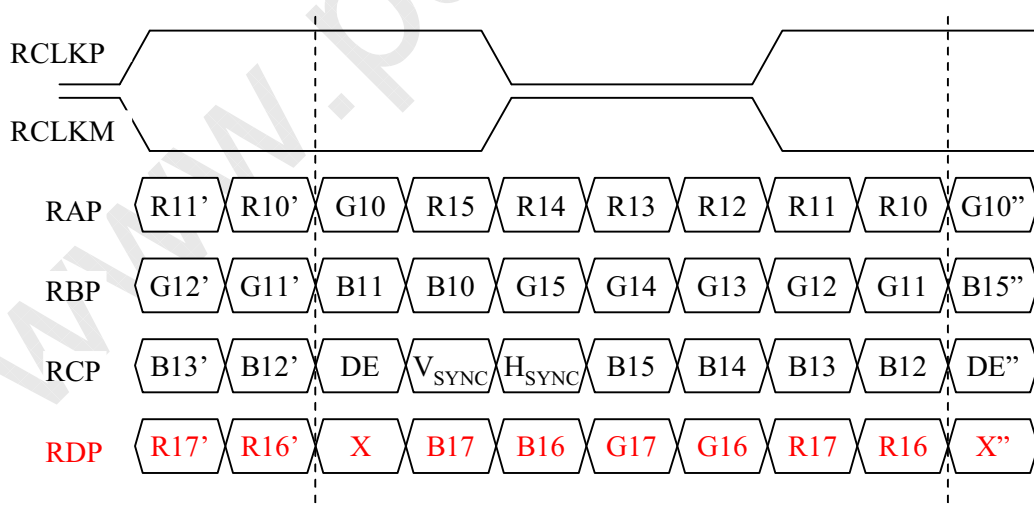 RCLKP
RCLKM
RAP R11’ R10’ G10 R15 R14 R13 R12 R11 R10 G10”
RBP G12’ G11’ B11 B10 G15 G14 G13 G12 G11 B15”
RCP B13’ B12’ DE VSYNC HSYNC B15 B14 B13 B12 DE”
RDP R17’ R16’ X B17 B16 G17 G16 R17 R16 X”